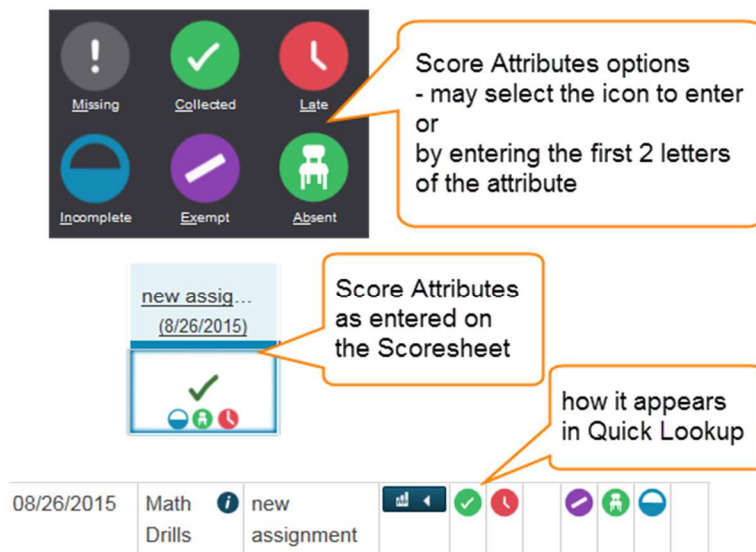 Missing
Collected
Late
Incomplete
Exempt
Absent
Score Attributes options
- may select the icon to enter
or
by entering the first 2 letters
of the attribute
new assig...
(8/26/2015)
Score Attributes
as entered on
the Scoresheet
how it appears
in Quick Lookup
08/26/2015
Math
Drills
new
assignment